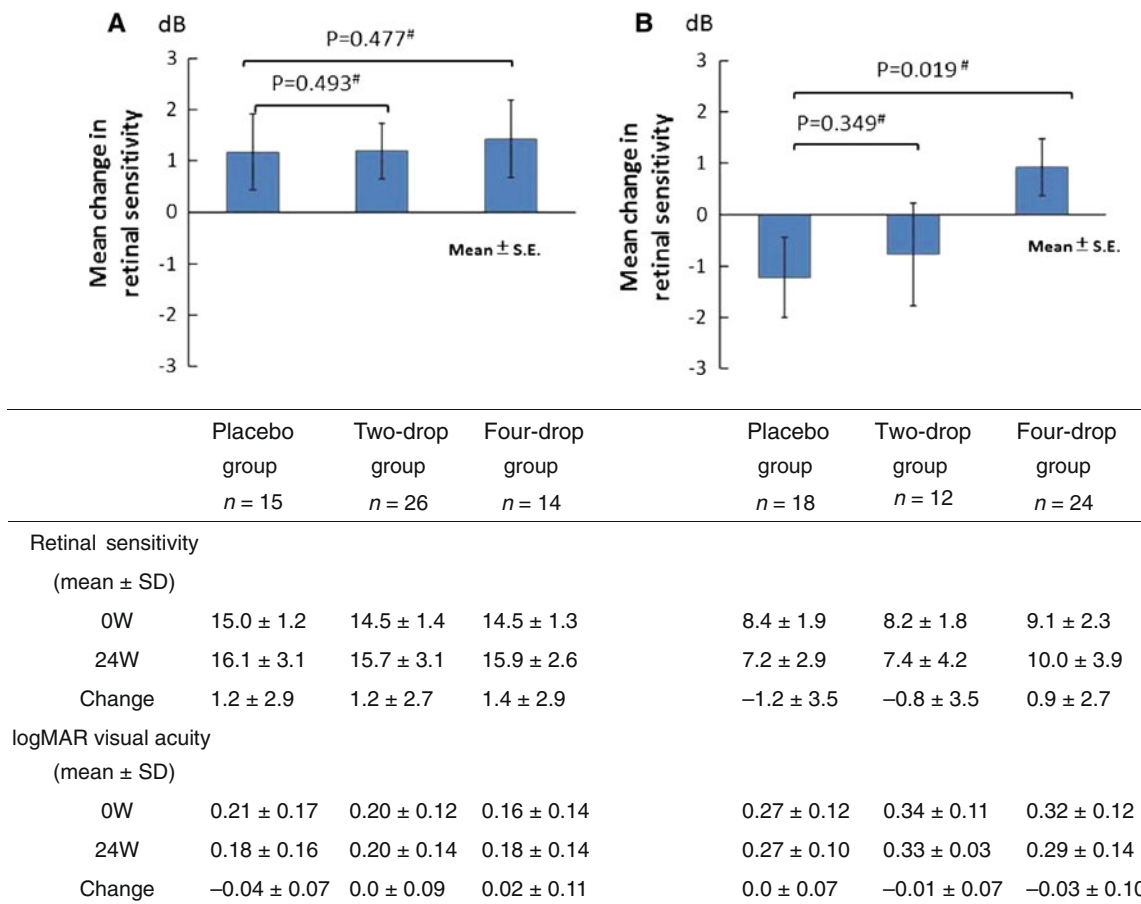 A dB
P=0.477#
P=0.493#
3
2
1
0
-1
-2
-3
Mean change in
retinal sensitivity
Mean ± S.E.
B dB
P=0.019 #
P=0.349#
3
2
1
0
-1
-2
-3
Mean change in
retinal sensitivity
Mean ± S.E.
Placebo Two-drop Four-drop Placebo Two-drop Four-drop
group group group group group group
n = 15 n = 26 n = 14 n = 18 n = 12 n = 24
Retinal sensitivity
(mean ± SD)
0W 15.0 ± 1.2 14.5 ± 1.4 14.5 ± 1.3 8.4 ± 1.9 8.2 ± 1.8 9.1 ± 2.3
24W 16.1 ± 3.1 15.7 ± 3.1 15.9 ± 2.6 7.2 ± 2.9 7.4 ± 4.2 10.0 ± 3.9
Change 1.2 ± 2.9 1.2 ± 2.7 1.4 ± 2.9 –1.2 ± 3.5 –0.8 ± 3.5 0.9 ± 2.7
logMAR visual acuity
(mean ± SD)
0W 0.21 ± 0.17 0.20 ± 0.12 0.16 ± 0.14 0.27 ± 0.12 0.34 ± 0.11 0.32 ± 0.12
24W 0.18 ± 0.16 0.20 ± 0.14 0.18 ± 0.14 0.27 ± 0.10 0.33 ± 0.03 0.29 ± 0.14
Change –0.04 ± 0.07 0.0 ± 0.09 0.02 ± 0.11 0.0 ± 0.07 –0.01 ± 0.07 –0.03 ± 0.10